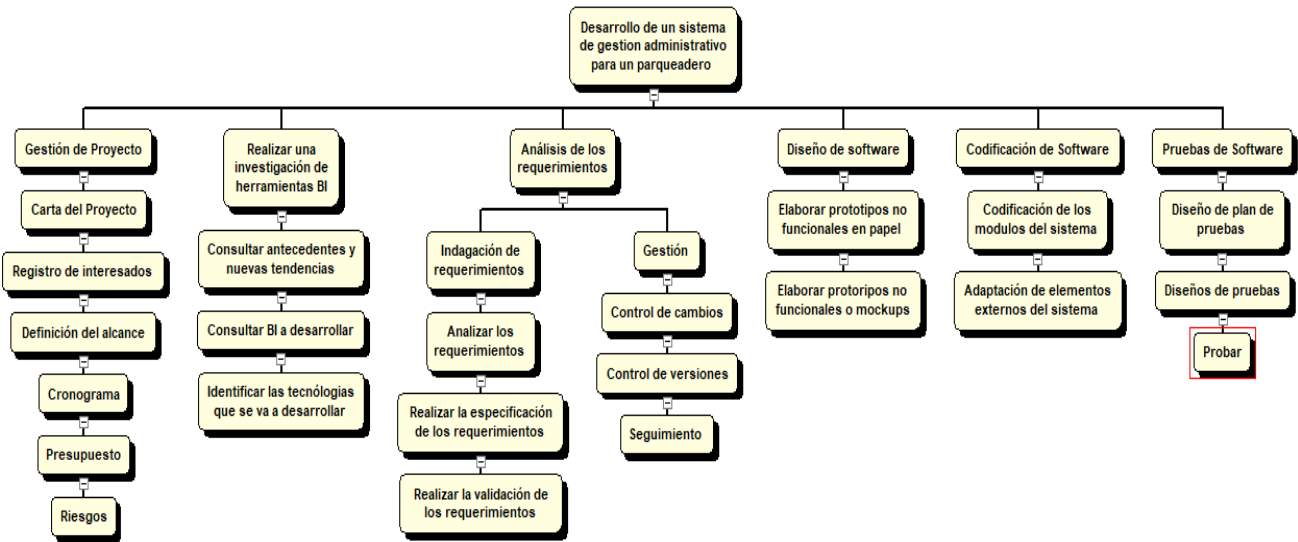 Desarrollo de un sistema
de gestion administrativo
para un parqueadero
Gestión de Proyecto
Carta del Proyecto
Registro de interesados
Definición del alcance
Cronograma
Presupuesto
Riesgos
Realizar una
investigación de
herramientas BI
Consultar antecedentes y
nuevas tendencias
Consultar BI a desarrollar
Identificar las tecnólogias
que se va a desarrollar
Análisis de los
requerimientos
Indagación de
requerimientos
Analizar los
requerimientos
Realizar la especificación
de los requerimientos
Realizar la validación de
los requerimientos
Gestión
Control de cambios
Control de versiones
Seguimiento
Diseño de software
Elaborar prototipos no
funcionales en papel
Elaborar protoripos no
funcionales o mockups
Codificación de Software
Codificación de los
modulos del sistema
Adaptación de elementos
externos del sistema
Pruebas de Software
Diseño de plan de
pruebas
Diseños de pruebas
Probar